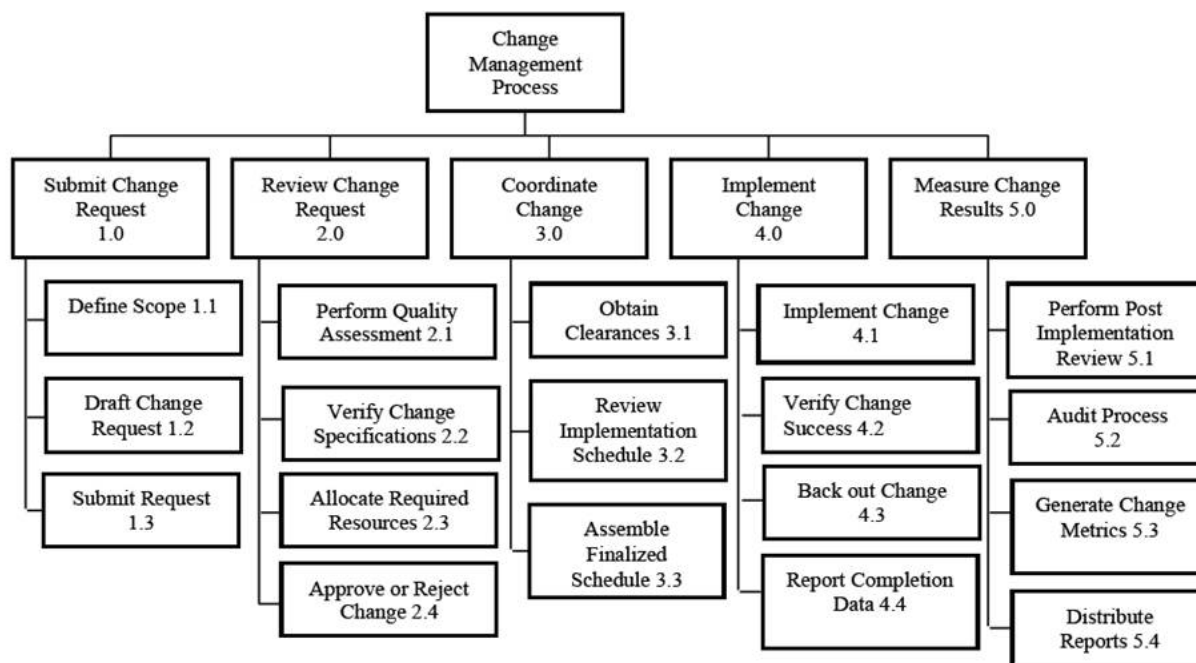 Change
Management
Process
Submit Change
Request
1.0
Define Scope 1.1
Draft Change
Request 1.2
Submit Request
1.3
Review Change
Request
2.0
Perform Quality
Assessment 2.1
Verify Change
Specifications 2.2
Allocate Required
Resources 2.3
Approve or Reject
Change 2.4
Coordinate
Change
3.0
Obtain
Clearances 3.1
Review
Implementation
Schedule 3.2
Assemble
Finalized
Schedule 3.3
Implement
Change
4.0
Implement Change
4.1
Verify Change
Success 4.2
Back out Change
4.3
Report Completion
Data 4.4
Measure Change
Results 5.0
Perform Post
Implementation
Review 5.1
Audit Process
5.2
Generate Change
Metrics 5.3
Distribute
Reports 5.4